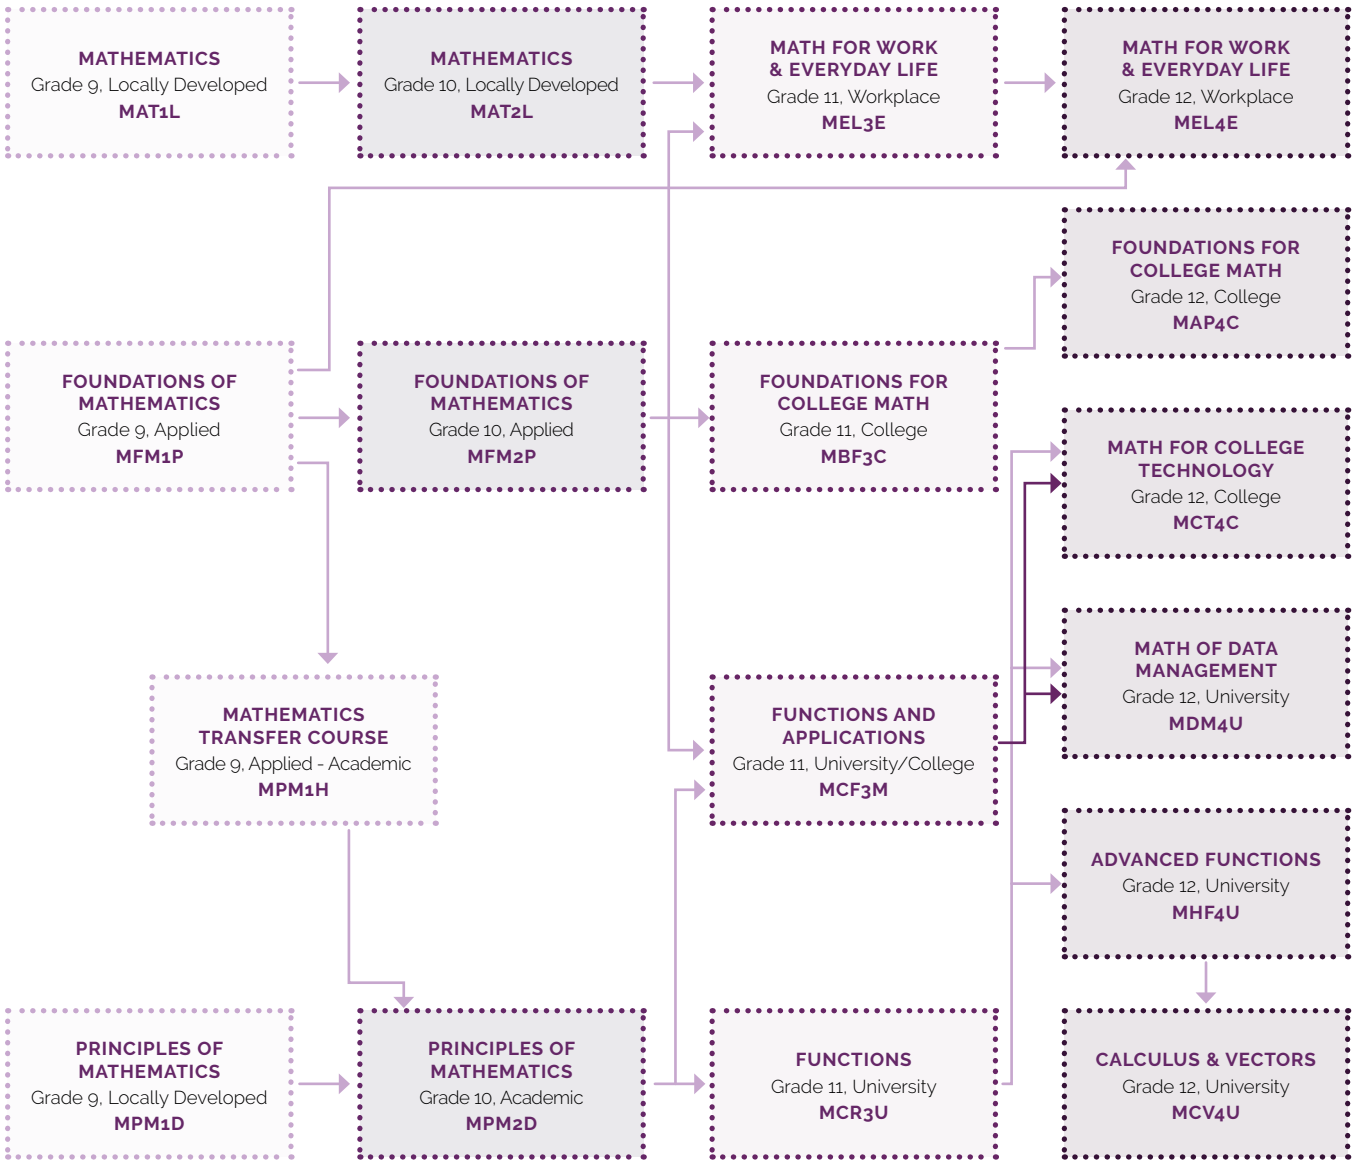 MATHEMATICS
Grade 9, Locally Developed
MAT1L
MATHEMATICS
Grade 10, Locally Developed
MAT2L
MATH FOR WORK
& EVERYDAY LIFE
Grade 11, Workplace
MEL3E
MATH FOR WORK
& EVERYDAY LIFE
Grade 12, Workplace
MEL4E
FOUNDATIONS FOR
COLLEGE MATH
Grade 12, College
MAP4C
FOUNDATIONS OF
MATHEMATICS
Grade 9, Applied
MFM1P
FOUNDATIONS OF
MATHEMATICS
Grade 10, Applied
MFM2P
FOUNDATIONS FOR
COLLEGE MATH
Grade 11, College
MBF3C
MATH FOR COLLEGE
TECHNOLOGY
Grade 12, College
MCT4C
MATH OF DATA
MANAGEMENT
Grade 12, University
MDM4U
MATHEMATICS
TRANSFER COURSE
Grade 9, Applied - Academic
MPM1H
FUNCTIONS AND
APPLICATIONS
Grade 11, University/College
MCF3M
ADVANCED FUNCTIONS
Grade 12, University
MHF4U
PRINCIPLES OF
MATHEMATICS
Grade 9, Locally Developed
MPM1D
PRINCIPLES OF
MATHEMATICS
Grade 10, Academic
MPM2D
FUNCTIONS
Grade 11, University
MCR3U
CALCULUS & VECTORS
Grade 12, University
MCV4U